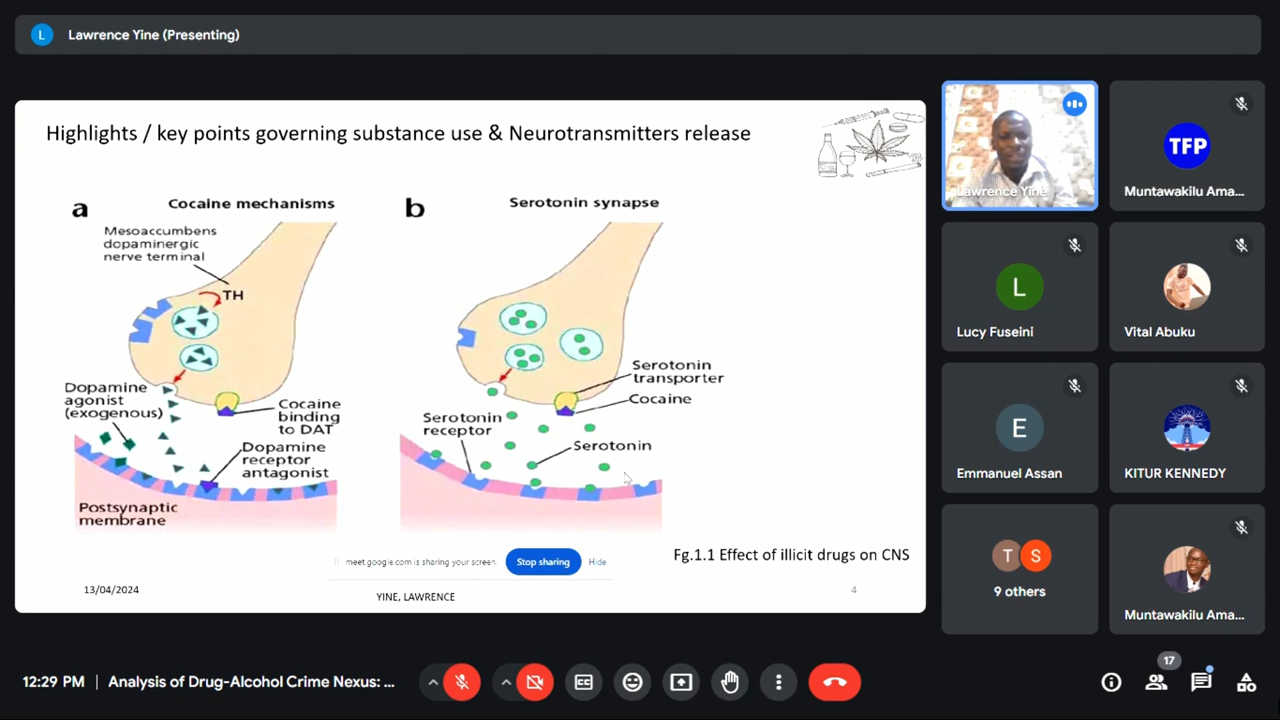 L Lawrence Yine (Presenting)
Highlights / key points governing substance use & Neurotransmitters release
a
Cocaine mechanisms
Mesoaccumbens
dopaminergic
nerve terminal
TH
Dopamine
agonist
(exogenous)
Cocaine
binding
to DAT
Dopamine
receptor
antagonist
Postsynaptic
membrane
b
Serotonin synapse
Serotonin
transporter
Cocaine
Serotonin
receptor
Serotonin
meet.google.com is sharing your screen.
Stop sharing
Hide
Fg.1.1 Effect of illicit drugs on CNS
13/04/2024
YINE, LAWRENCE
4
Lawrence Yine
TFP
Muntawakilu Ama...
L
Lucy Fuseini
Vital Abuku
E
Emmanuel Assan
KITUR KENNEDY
T S
9 others
Muntawakilu Ama...
12:29 PM | Analysis of Drug-Alcohol Crime Nexus: ...
17